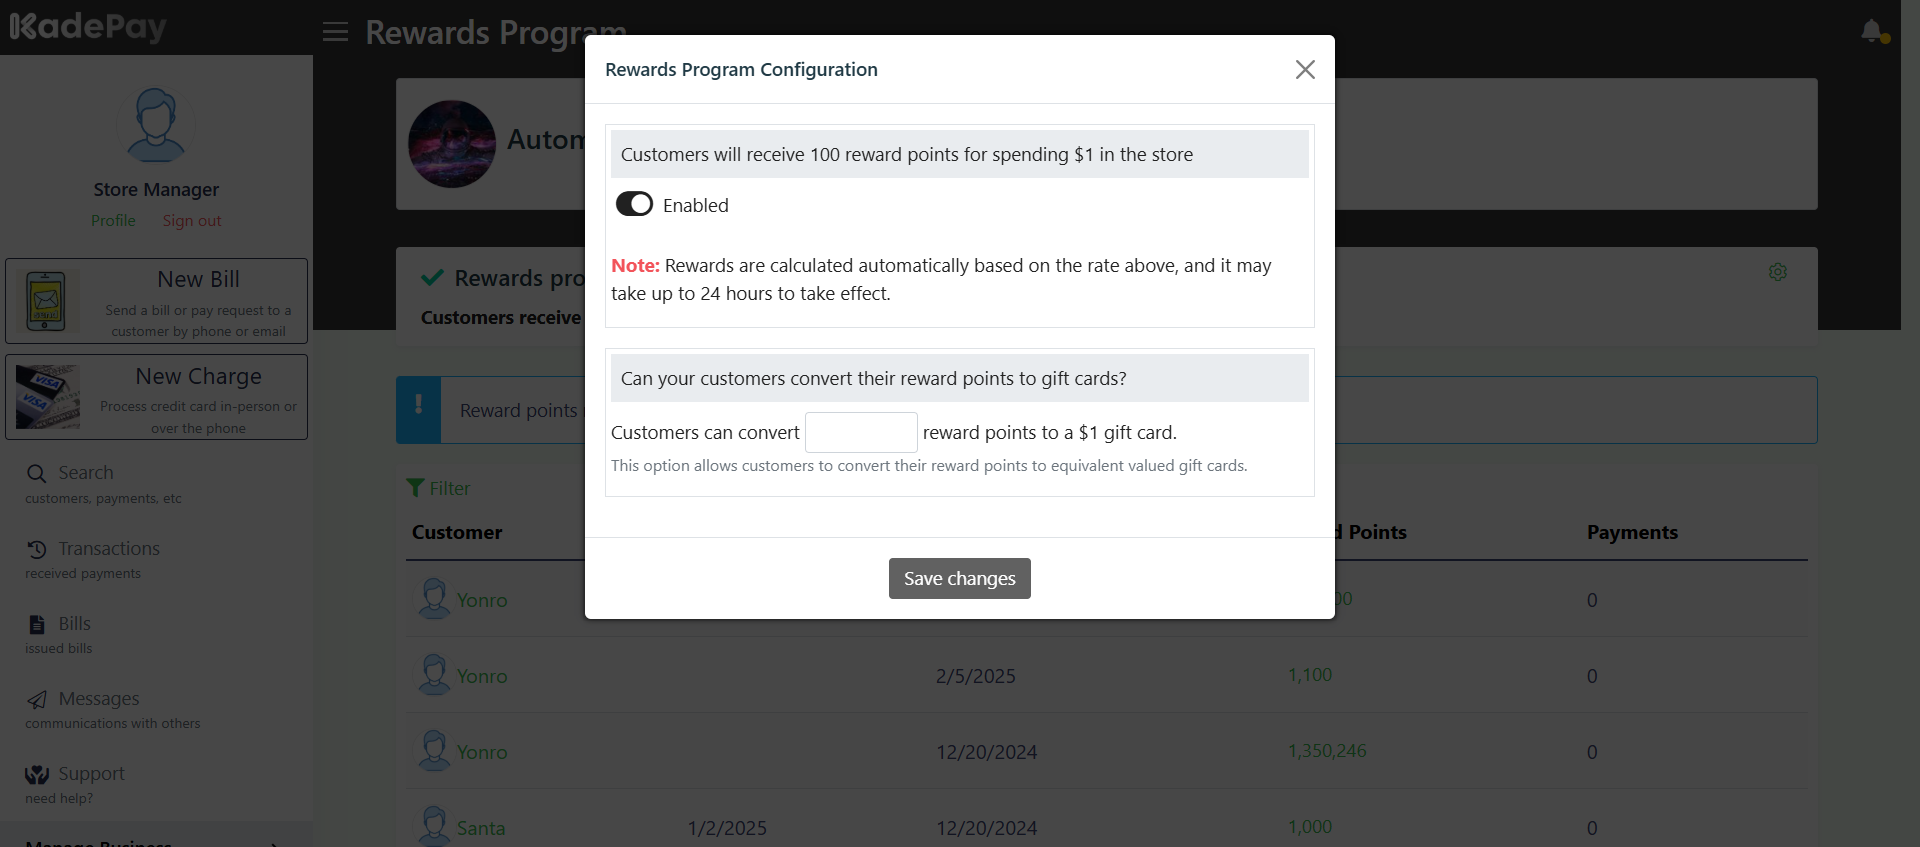 KadePay
Rewards Program
Store Manager
Profile Sign out
New Bill
Send a bill or pay request to a
customer by phone or email
New Charge
Process credit card in-person or
over the phone
Search
customers, payments, etc
Transactions
received payments
Bills
issued bills
Messages
communications with others
Support
need help?
Manage Business
Rewards Program Configuration
Customers will receive 100 reward points for spending $1 in the store
Enabled
Note: Rewards are calculated automatically based on the rate above, and it may
take up to 24 hours to take effect.
Can your customers convert their reward points to gift cards?
Customers can convert reward points to a $1 gift card.
This option allows customers to convert their reward points to equivalent valued gift cards.
Save changes
Customers receive
Reward points
Filter
Customer Points Payments
Yonro 0
Yonro 2/5/2025 1,100 0
Yonro 12/20/2024 1,350,246 0
Santa 1/2/2025 12/20/2024 1,000 0